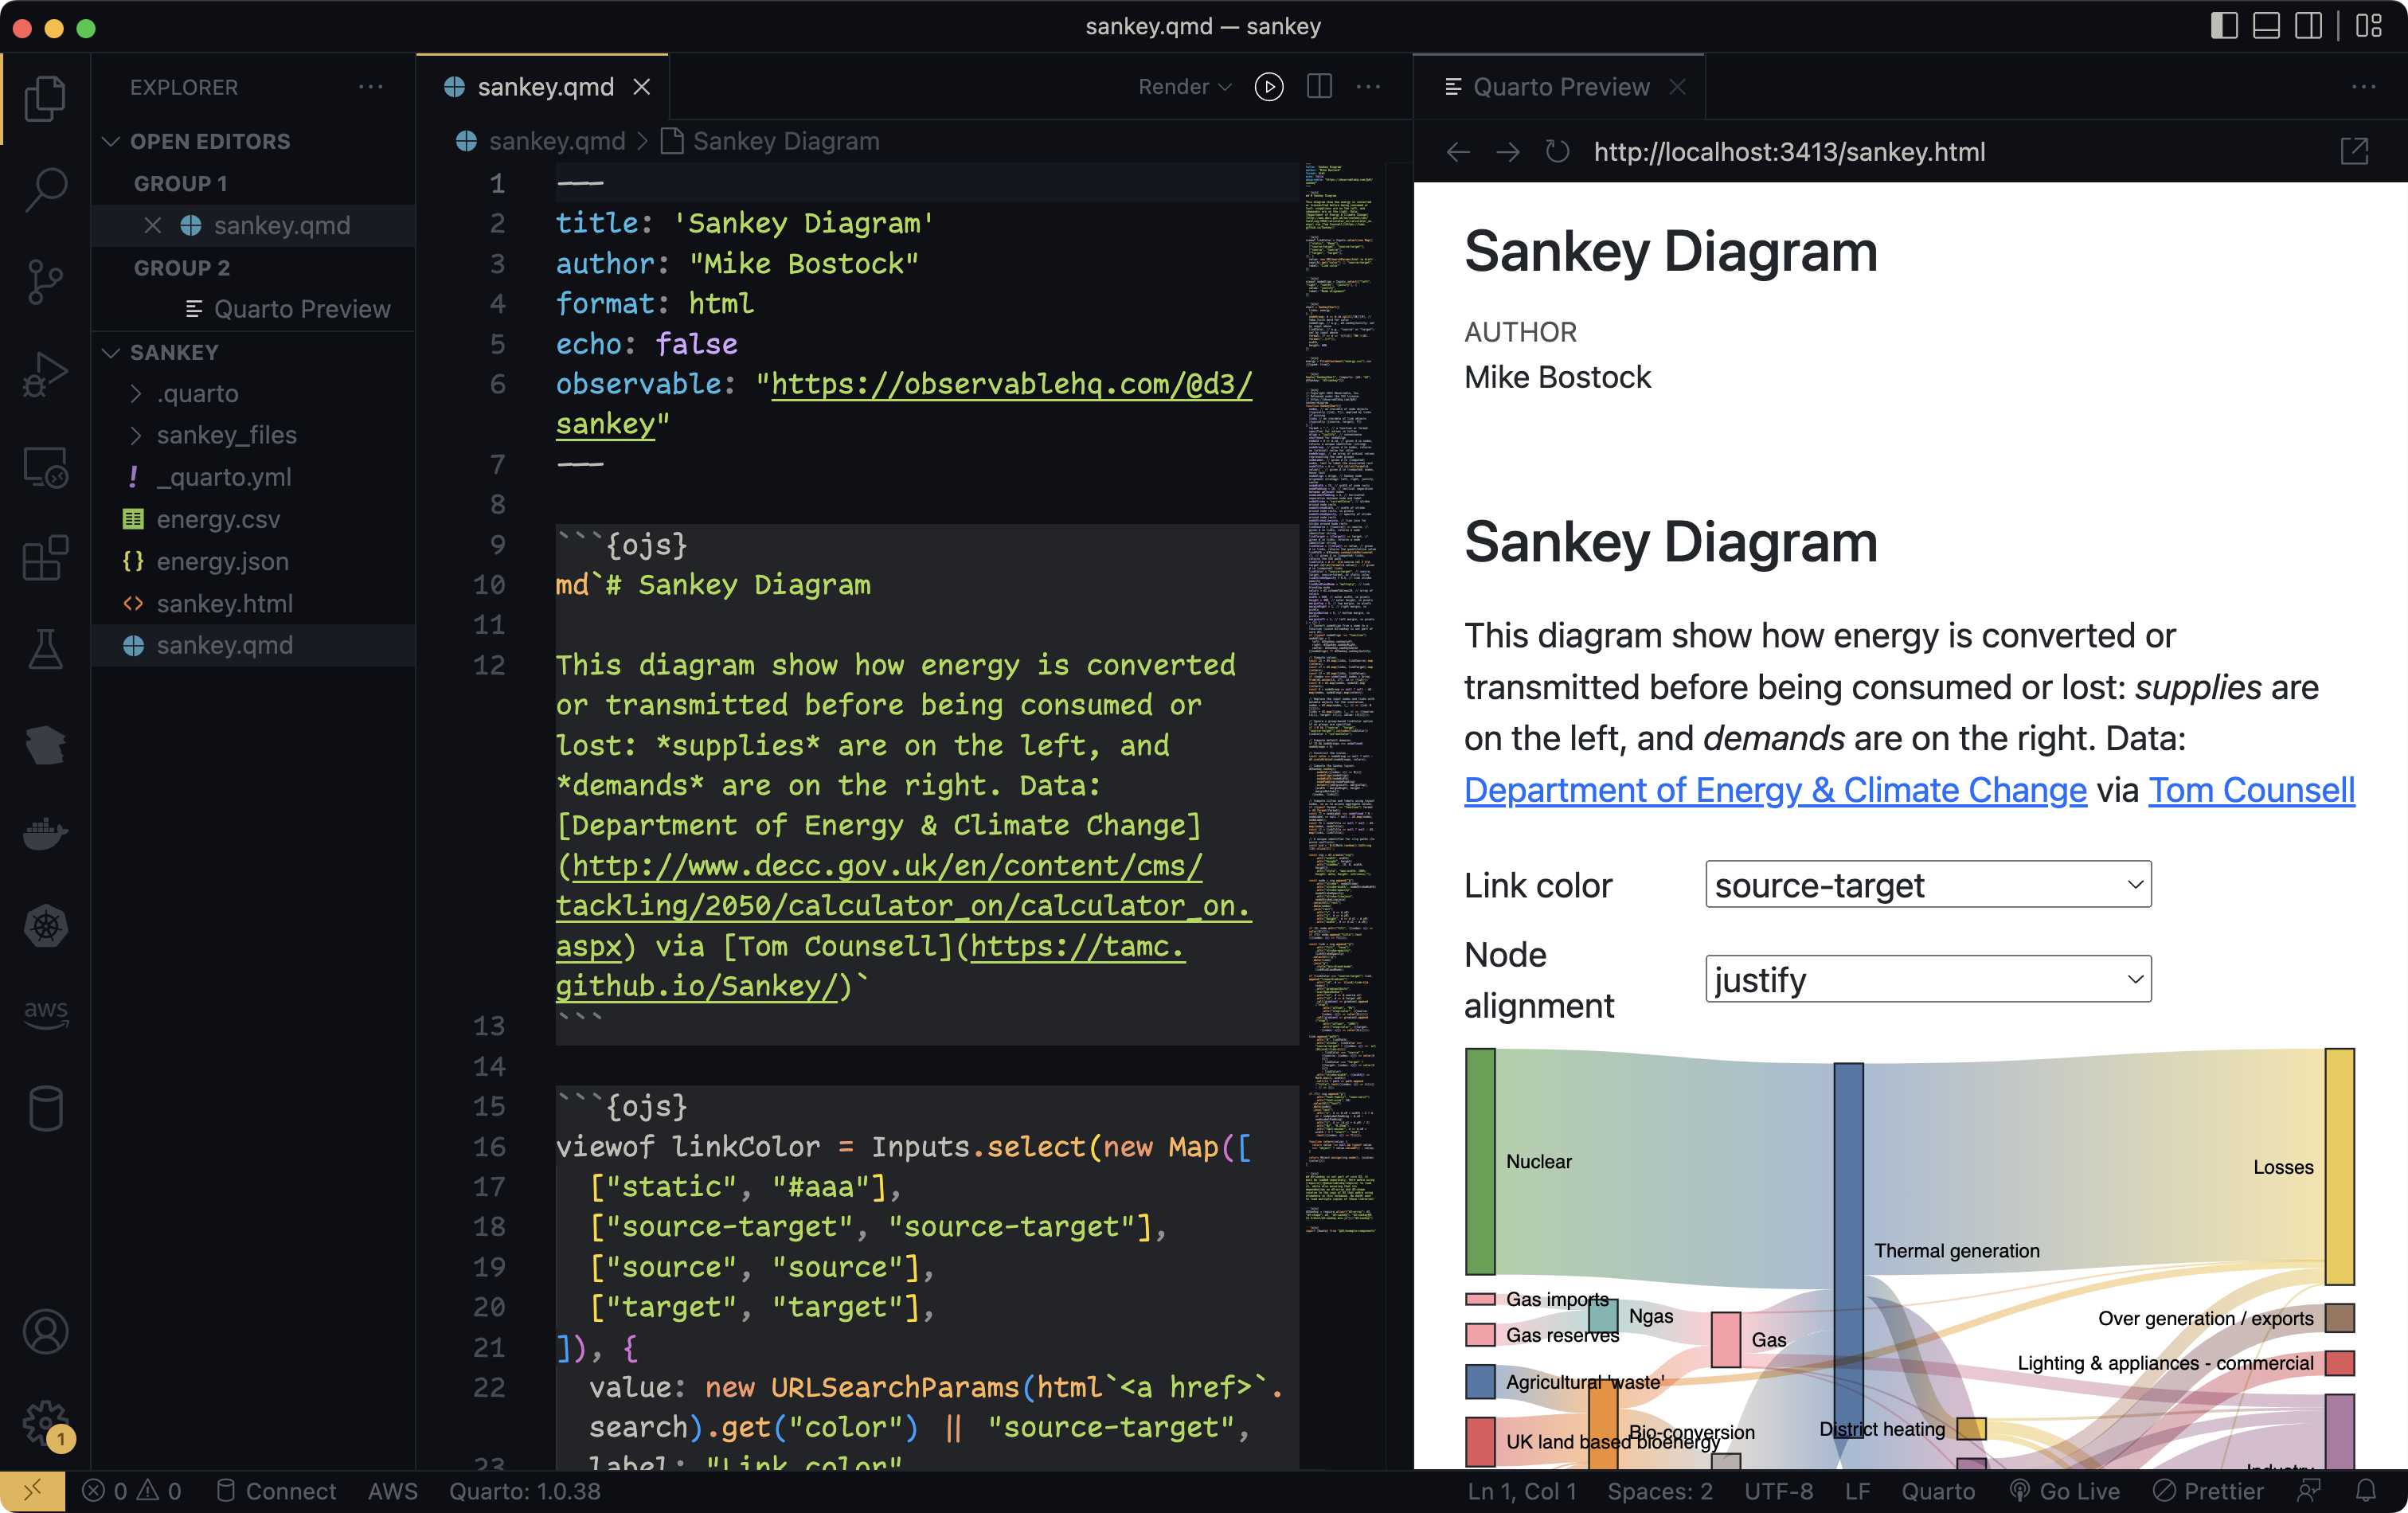 sankey.qmd — sankey
EXPLORER
OPEN EDITORS
GROUP 1
sankey.qmd
GROUP 2
Quarto Preview
SANKEY
.quarto
sankey_files
_quarto.yml
energy.csv
energy.json
sankey.html
sankey.qmd
aws
1
sankey.qmd
Render
sankey.qmd > Sankey Diagram
1 ---
2 title: 'Sankey Diagram'
3 author: "Mike Bostock"
4 format: html
5 echo: false
6 observable: "https://observablehq.com/@d3/
sankey"
7 ---
8
9 ```{ojs}
10 md`# Sankey Diagram
11
12 This diagram show how energy is converted
or transmitted before being consumed or
lost: *supplies* are on the left, and
*demands* are on the right. Data:
[Department of Energy & Climate Change]
(http://www.decc.gov.uk/en/content/cms/
tackling/2050/calculator_on/calculator_on.
aspx) via [Tom Counsell](https://tamc.
github.io/Sankey/)`
13 ```
14
15 ```{ojs}
16 viewof linkColor = Inputs.select(new Map([
17 ["static", "#aaa"],
18 ["source-target", "source-target"],
19 ["source", "source"],
20 ["target", "target"],
21 ]), {
22 value: new URLSearchParams(html`<a href>`.
search).get("color") || "source-target",
23 label: "Link color"
Quarto Preview
http://localhost:3413/sankey.html
Sankey Diagram
AUTHOR
Mike Bostock
Sankey Diagram
This diagram show how energy is converted or
transmitted before being consumed or lost: supplies are
on the left, and demands are on the right. Data:
Department of Energy & Climate Change via Tom Counsell
Link color
source-target
Node
alignment
justify
Nuclear
Losses
Thermal generation
Gas imports
Ngas
Over generation / exports
Gas reserves
Gas
Lighting & appliances - commercial
Agricultural 'waste'
District heating
Bio-conversion
UK land based bioenergy
Industry
0 0
Connect
AWS
Quarto: 1.0.38
Ln 1, Col 1
Spaces: 2
UTF-8
LF
Quarto
Go Live
Prettier